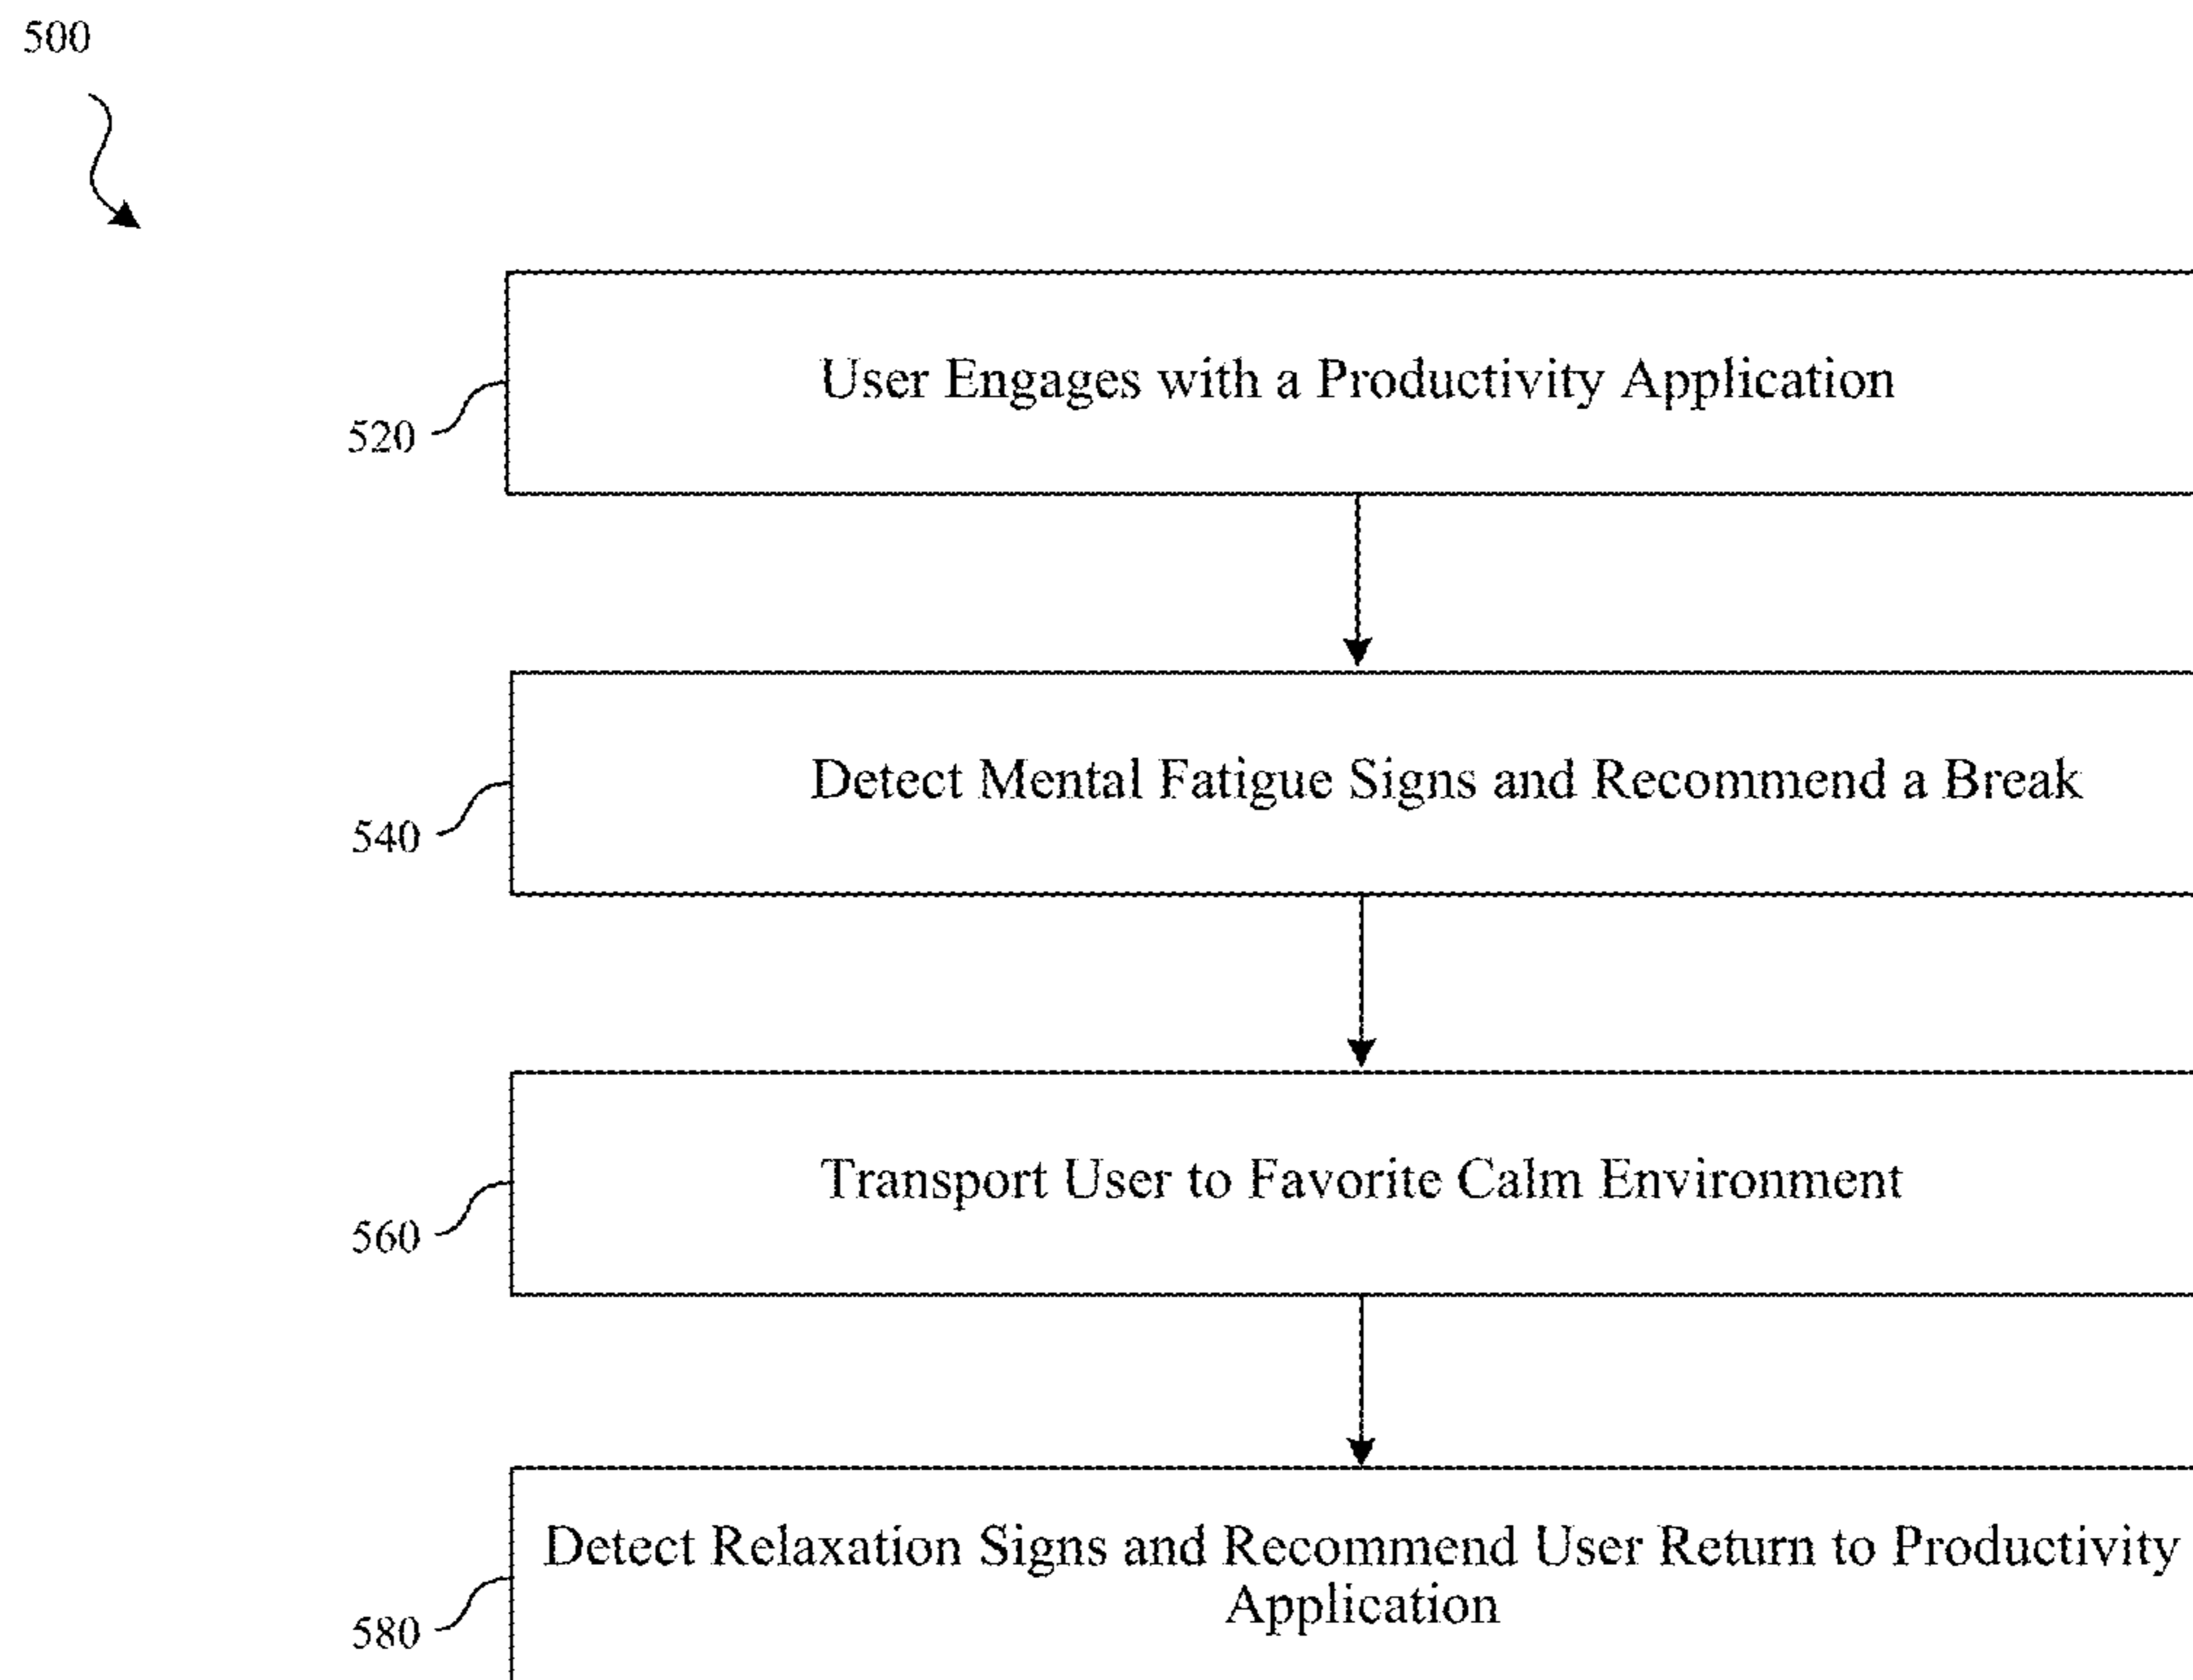 500
User Engages with a Productivity Application
520
Detect Mental Fatigue Signs and Recommend a Break
540
Transport User to Favorite Calm Environment
560
Detect Relaxation Signs and Recommend User Return to Productivity
Application
580